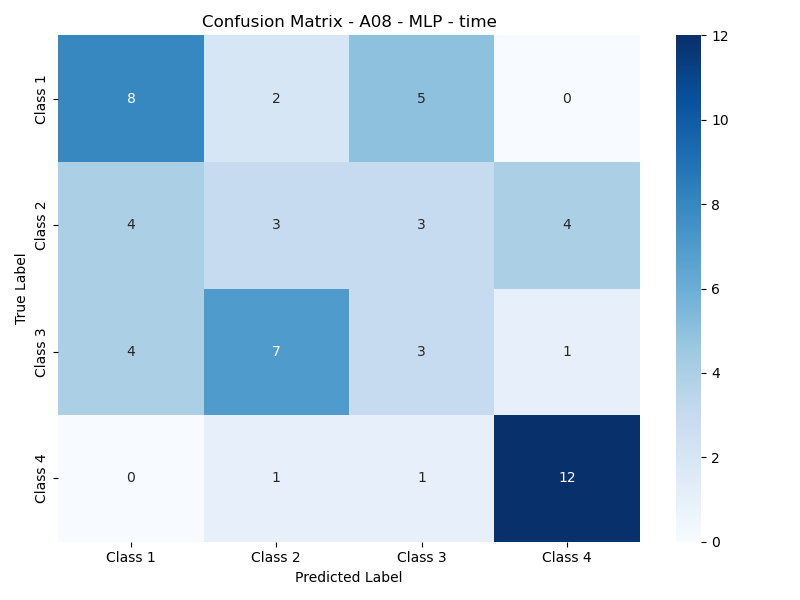 Confusion Matrix - A08 - MLP - time
True Label
Class 1
8 2 5 0
Class 2
4 3 3 4
Class 3
4 7 3 1
Class 4
0 1 1 12
Class 1 Class 2 Class 3 Class 4
Predicted Label
12
10
8
6
4
2
0